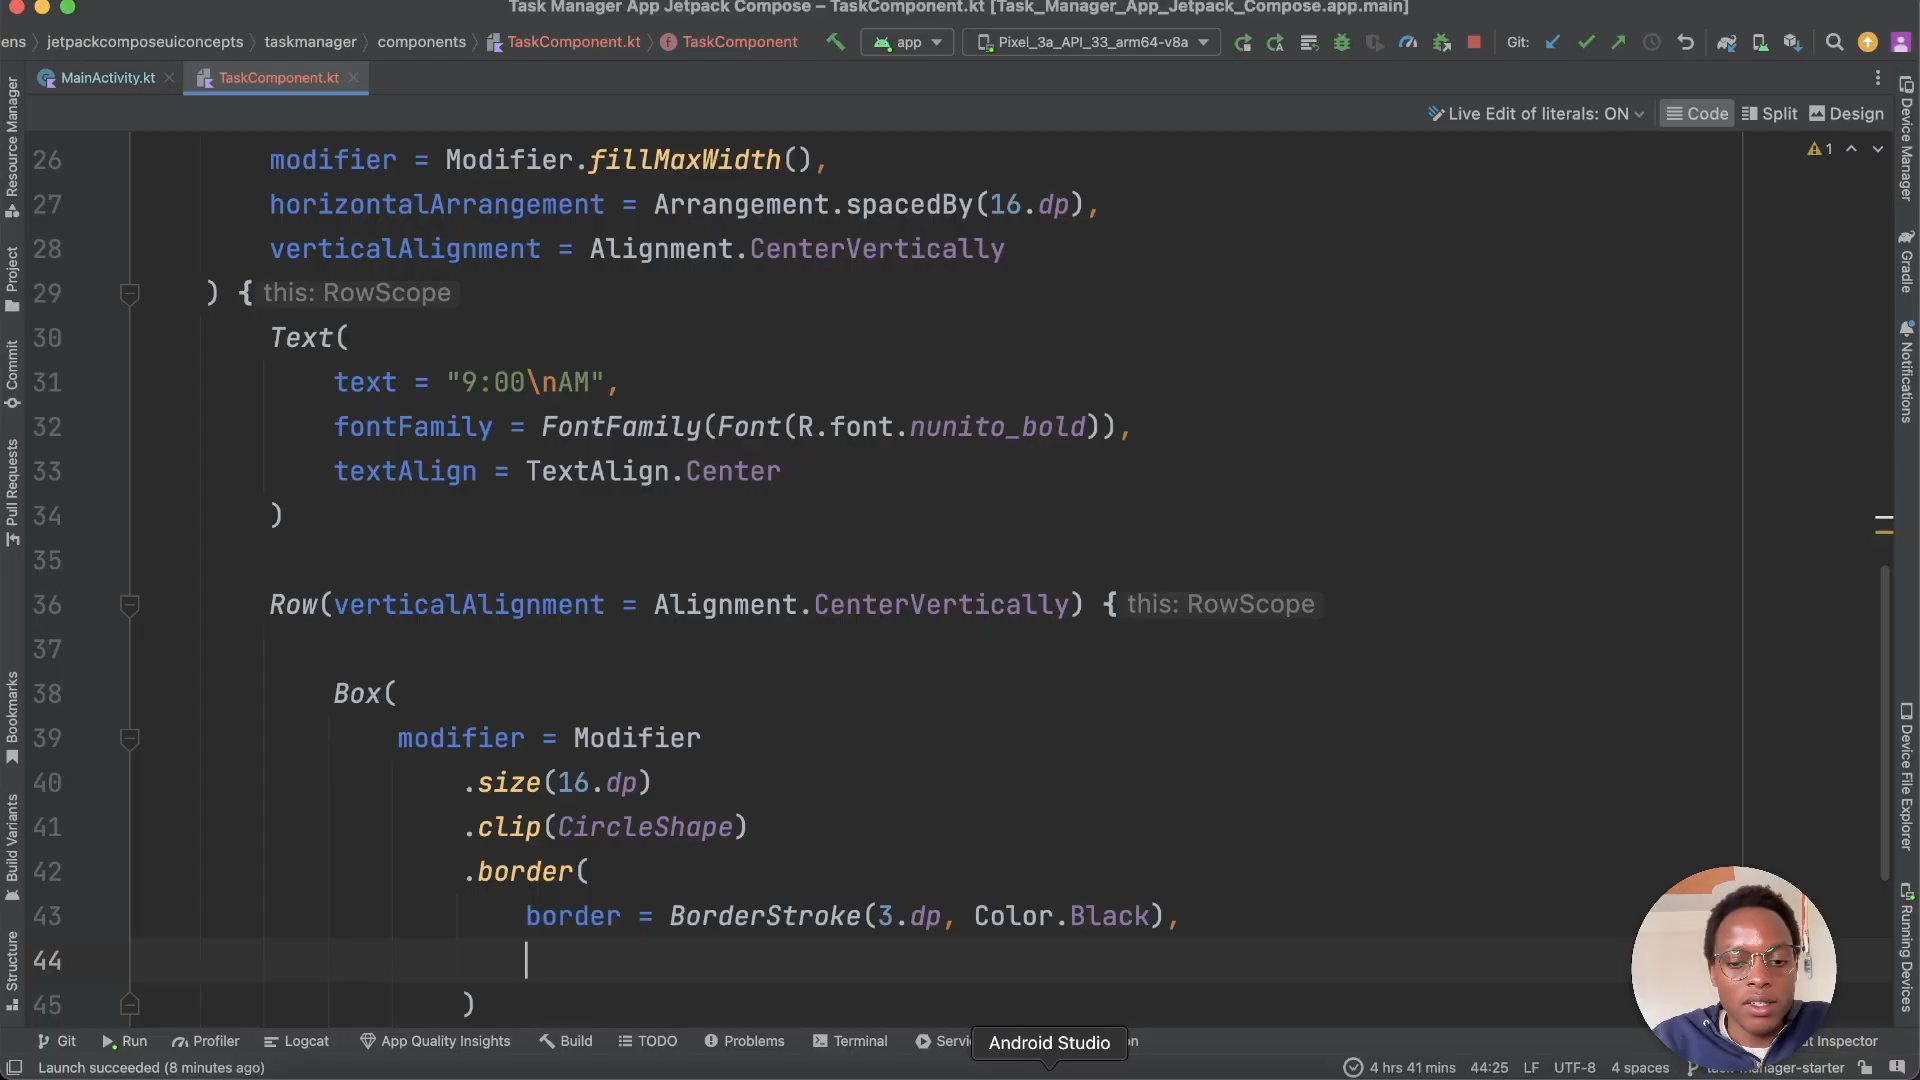 Task Manager App Jetpack Compose – TaskComponent.kt [Task_Manager_App_Jetpack_Compose.app.main]
ens jetpackcomposeuiconcepts taskmanager components TaskComponent.kt TaskComponent app Pixel_3a_API_33_arm64-v8a Git:
MainActivity.kt TaskComponent.kt
Live Edit of literals: ON Code Split Design
1
26 modifier = Modifier.fillMaxWidth(),
27 horizontalArrangement = Arrangement.spacedBy(16.dp),
28 verticalAlignment = Alignment.CenterVertically
29 ) { this: RowScope
30 Text(
31 text = "9:00\nAM",
32 fontFamily = FontFamily(Font(R.font.nunito_bold)),
33 textAlign = TextAlign.Center
34 )
35
36 Row(verticalAlignment = Alignment.CenterVertically) { this: RowScope
37
38 Box(
39 modifier = Modifier
40 .size(16.dp)
41 .clip(CircleShape)
42 .border(
43 border = BorderStroke(3.dp, Color.Black),
44
45 )
Resource Manager
Project
Commit
Pull Requests
Bookmarks
Build Variants
Structure
Device Manager
Gradle
Notifications
Device File Explorer
Running Devices
Git Run Profiler Logcat App Quality Insights Build TODO Problems Terminal Servi
Android Studio
ut Inspector
Launch succeeded (8 minutes ago) 4 hrs 41 mins 44:25 LF UTF-8 4 spaces task-manager-starter